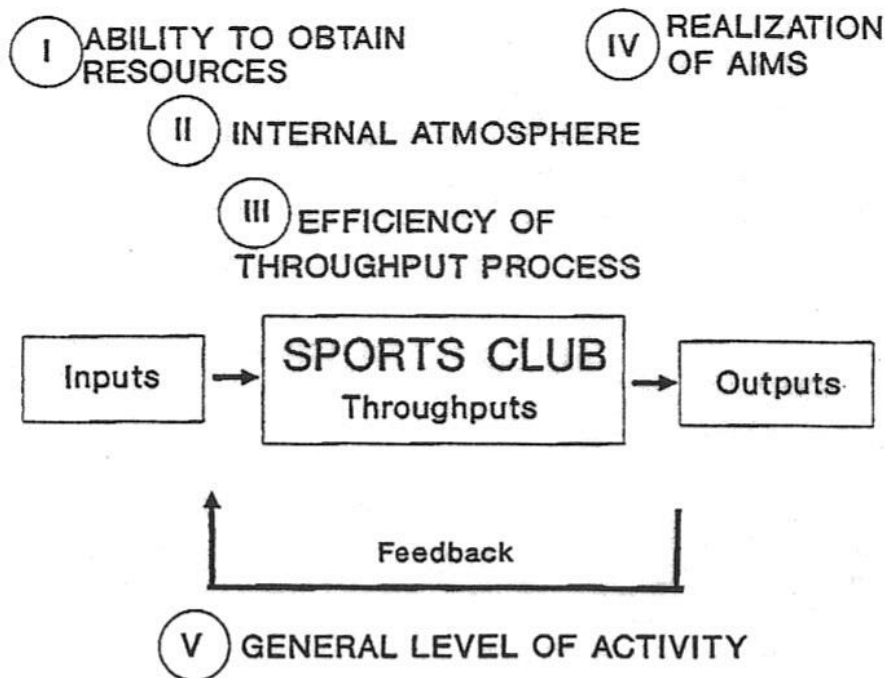 I ABILITY TO OBTAIN
RESOURCES
IV REALIZATION
OF AIMS
II INTERNAL ATMOSPHERE
III EFFICIENCY OF
THROUGHPUT PROCESS
Inputs
SPORTS CLUB
Throughputs
Outputs
Feedback
V GENERAL LEVEL OF ACTIVITY